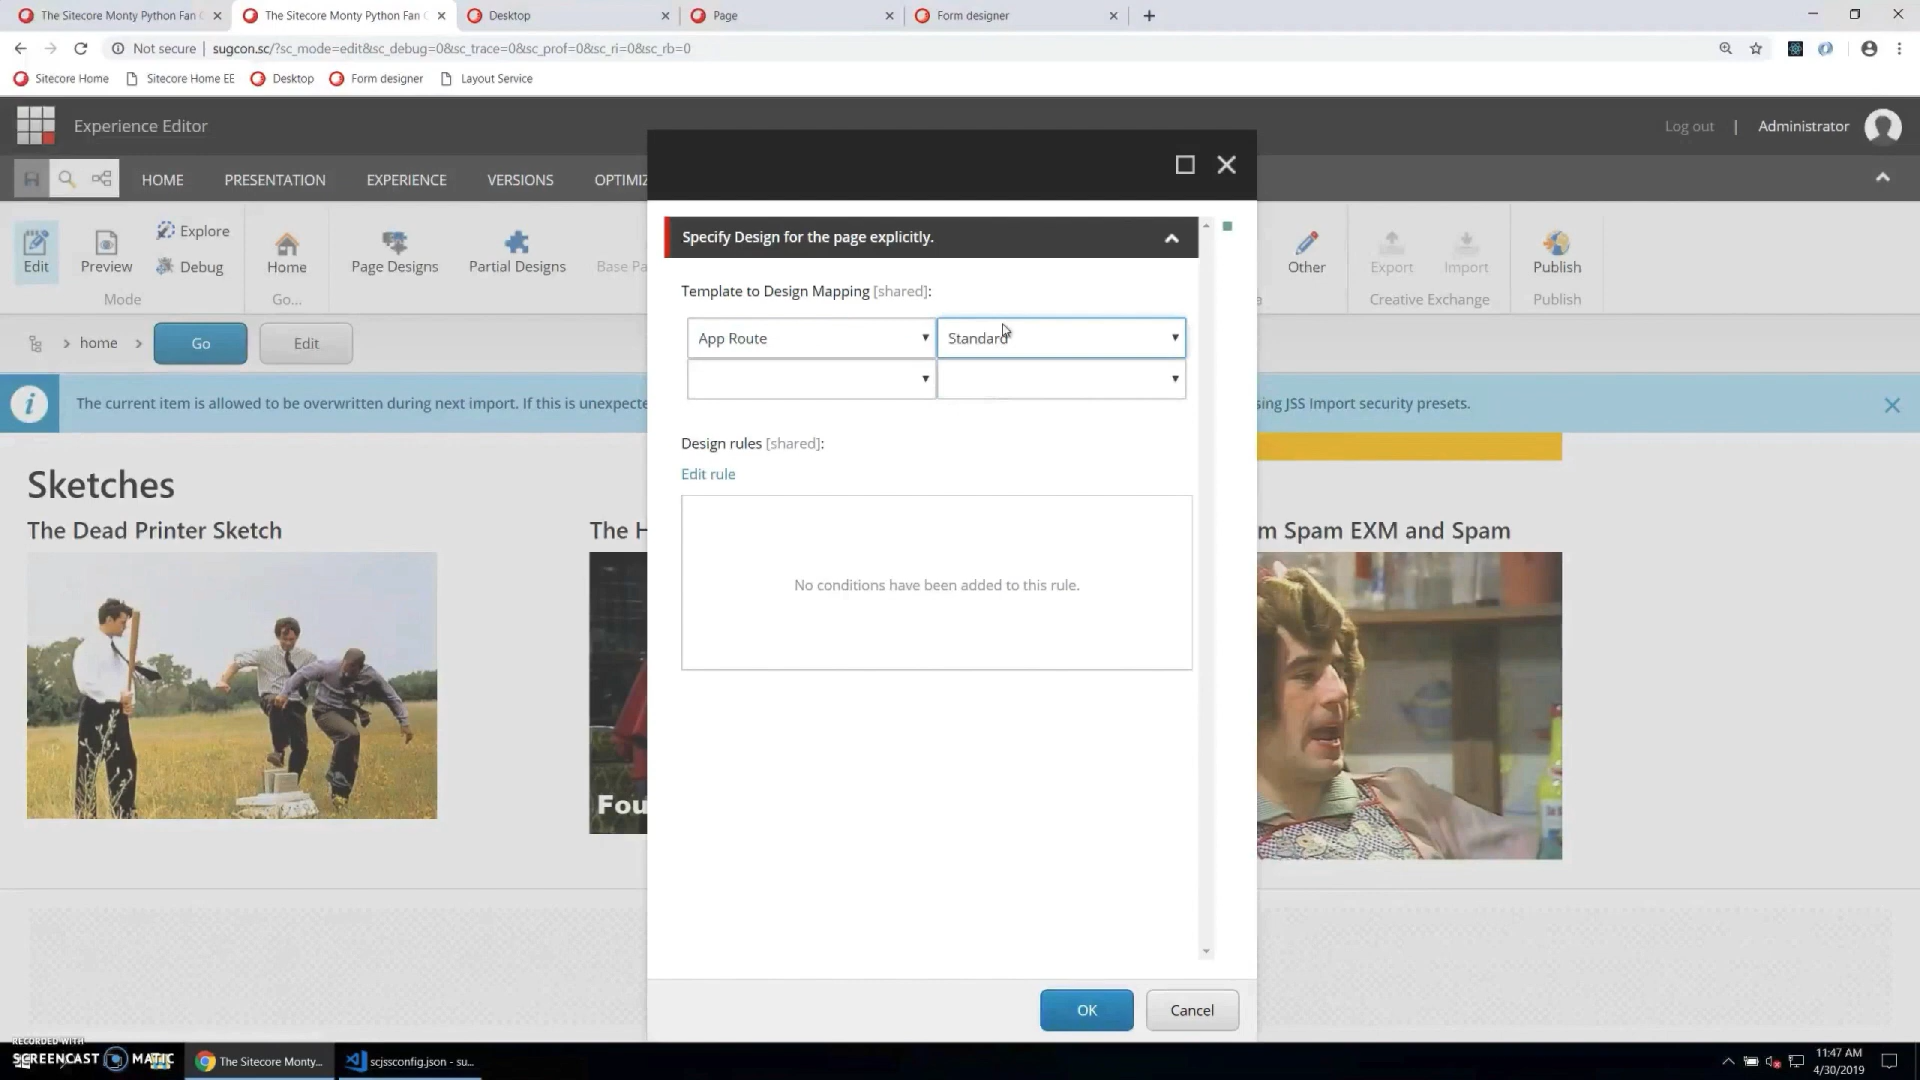 The Sitecore Monty Python Fan
The Sitecore Monty Python Fan
Desktop
Page
Form designer
Not secure | sugcon.sc/?sc_mode=edit&sc_debug=0&sc_trace=0&sc_prof=0&sc_ri=0&sc_rb=0
Sitecore Home
Sitecore Home EE
Desktop
Form designer
Layout Service
Experience Editor
Log out | Administrator
HOME
PRESENTATION
EXPERIENCE
VERSIONS
OPTIMIZ
Edit
Preview
Explore
Debug
Mode
Home
Go...
Page Designs
Partial Designs
Base Pa
Other
Export
Import
Creative Exchange
Publish
Publish
home
Go
Edit
The current item is allowed to be overwritten during next import. If this is unexpecte
ing JSS Import security presets.
Specify Design for the page explicitly.
Template to Design Mapping [shared]:
App Route
Standard
Design rules [shared]:
Edit rule
No conditions have been added to this rule.
OK
Cancel
Sketches
The Dead Printer Sketch
The H
m Spam EXM and Spam
Fou
RECORDED WITH
SCREENCAST MATIC
The Sitecore Monty...
scjssconfig.json - su...
11:47 AM
4/30/2019